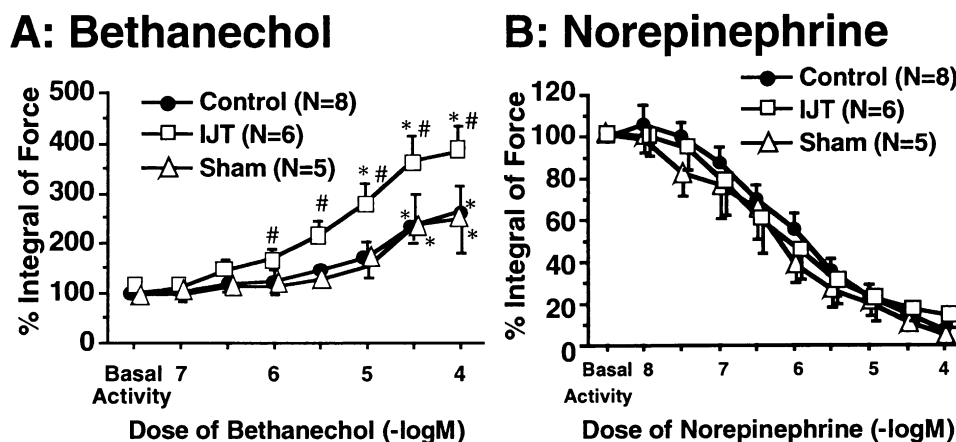 A: Bethanechol
% Integral of Force
500
400
300
200
100
0
Control (N=8)
IJT (N=6)
Sham (N=5)
#
#
* #
* #
* #
*
*
*
*
Basal Activity
7
6
5
4
Dose of Bethanechol (-logM)
B: Norepinephrine
% Integral of Force
120
100
80
60
40
20
0
Control (N=8)
IJT (N=6)
Sham (N=5)
Basal Activity
8
7
6
5
4
Dose of Norepinephrine (-logM)